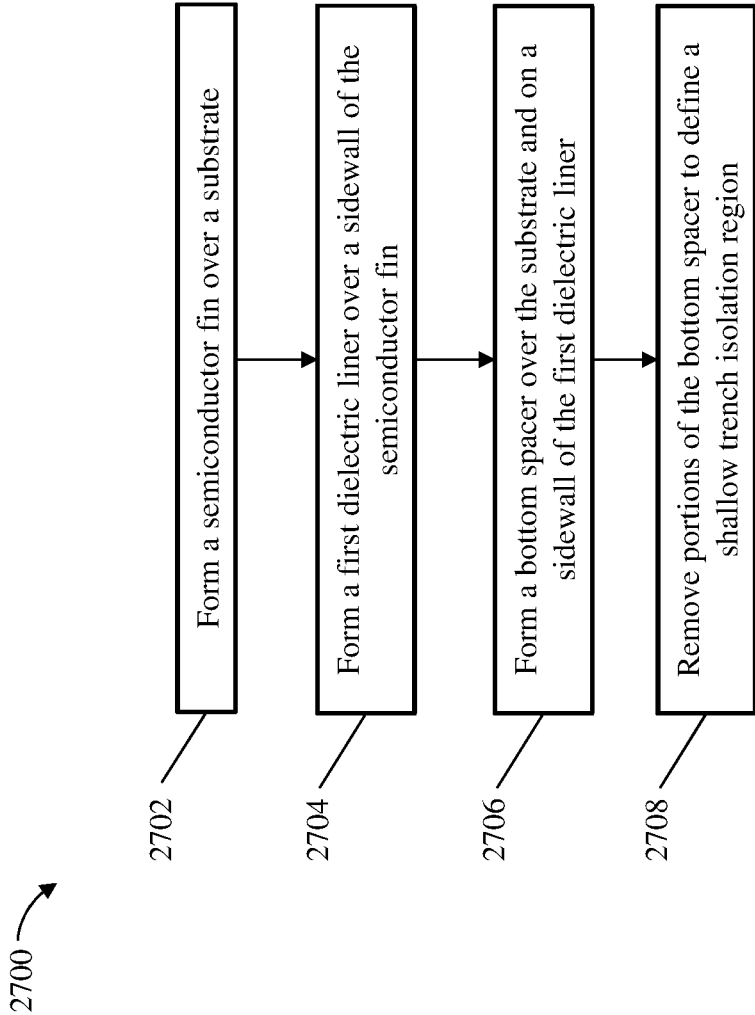 2700
2702
Form a semiconductor fin over a substrate
2704
Form a first dielectric liner over a sidewall of the
semiconductor fin
2706
Form a bottom spacer over the substrate and on a
sidewall of the first dielectric liner
2708
Remove portions of the bottom spacer to define a
shallow trench isolation region